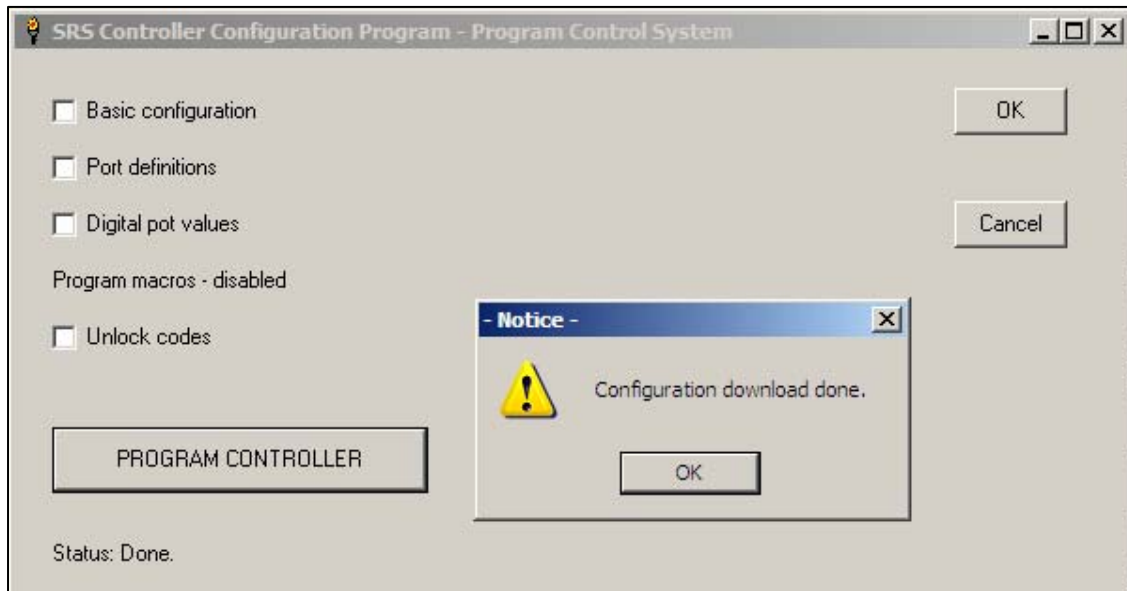 SRS Controller Configuration Program - Program Control System
Basic configuration
OK
Port definitions
Digital pot values
Cancel
Program macros - disabled
Unlock codes
- Notice -
Configuration download done.
OK
PROGRAM CONTROLLER
Status: Done.